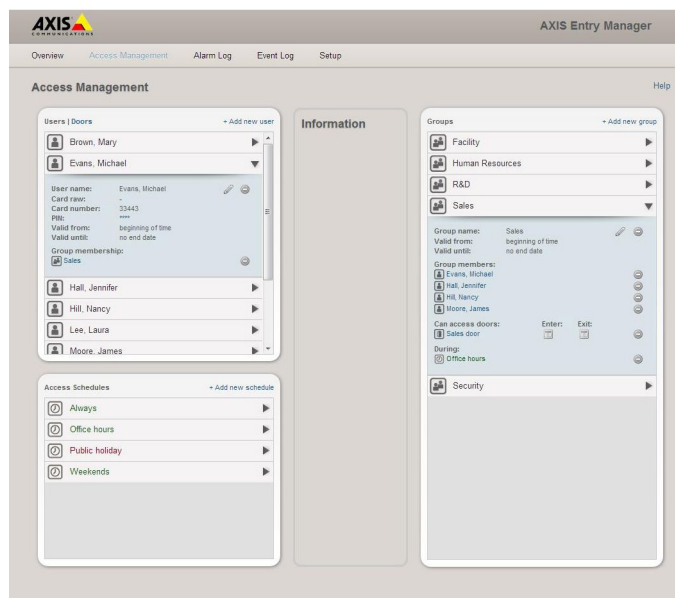 AXIS
COMMUNICATIONS
AXIS Entry Manager
Overview Access Management Alarm Log Event Log Setup
Access Management
Help
Users | Doors + Add new user
Brown, Mary
Evans, Michael
User name: Evans, Michael
Card raw: -
Card number: 33443
PIN: ****
Valid from: beginning of time
Valid until: no end date
Group membership:
Sales
Hall, Jennifer
Hill, Nancy
Lee, Laura
Moore, James
Access Schedules + Add new schedule
Always
Office hours
Public holiday
Weekends
Information
Groups + Add new group
Facility
Human Resources
R&D
Sales
Group name: Sales
Valid from: beginning of time
Valid until: no end date
Group members:
Evans, Michael
Hall, Jennifer
Hill, Nancy
Moore, James
Can access doors: Enter: Exit:
Sales door
During:
Office hours
Security